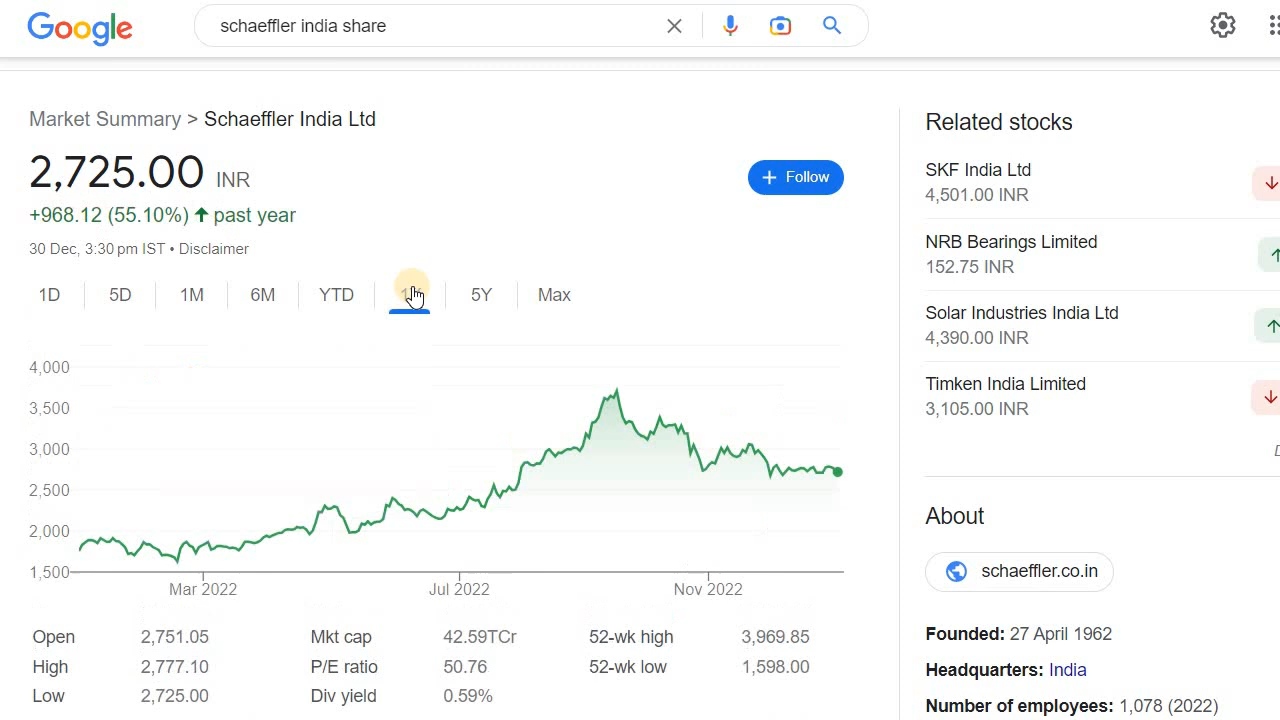 Google
schaeffler india share
Market Summary > Schaeffler India Ltd
2,725.00 INR
+ Follow
+968.12 (55.10%) ↑ past year
30 Dec, 3:30 pm IST • Disclaimer
1D 5D 1M 6M YTD 5Y Max
4,000
3,500
3,000
2,500
2,000
1,500
Mar 2022 Jul 2022 Nov 2022
Open 2,751.05 Mkt cap 42.59TCr 52-wk high 3,969.85
High 2,777.10 P/E ratio 50.76 52-wk low 1,598.00
Low 2,725.00 Div yield 0.59%
Related stocks
SKF India Ltd
4,501.00 INR
NRB Bearings Limited
152.75 INR
Solar Industries India Ltd
4,390.00 INR
Timken India Limited
3,105.00 INR
About
schaeffler.co.in
Founded: 27 April 1962
Headquarters: India
Number of employees: 1,078 (2022)